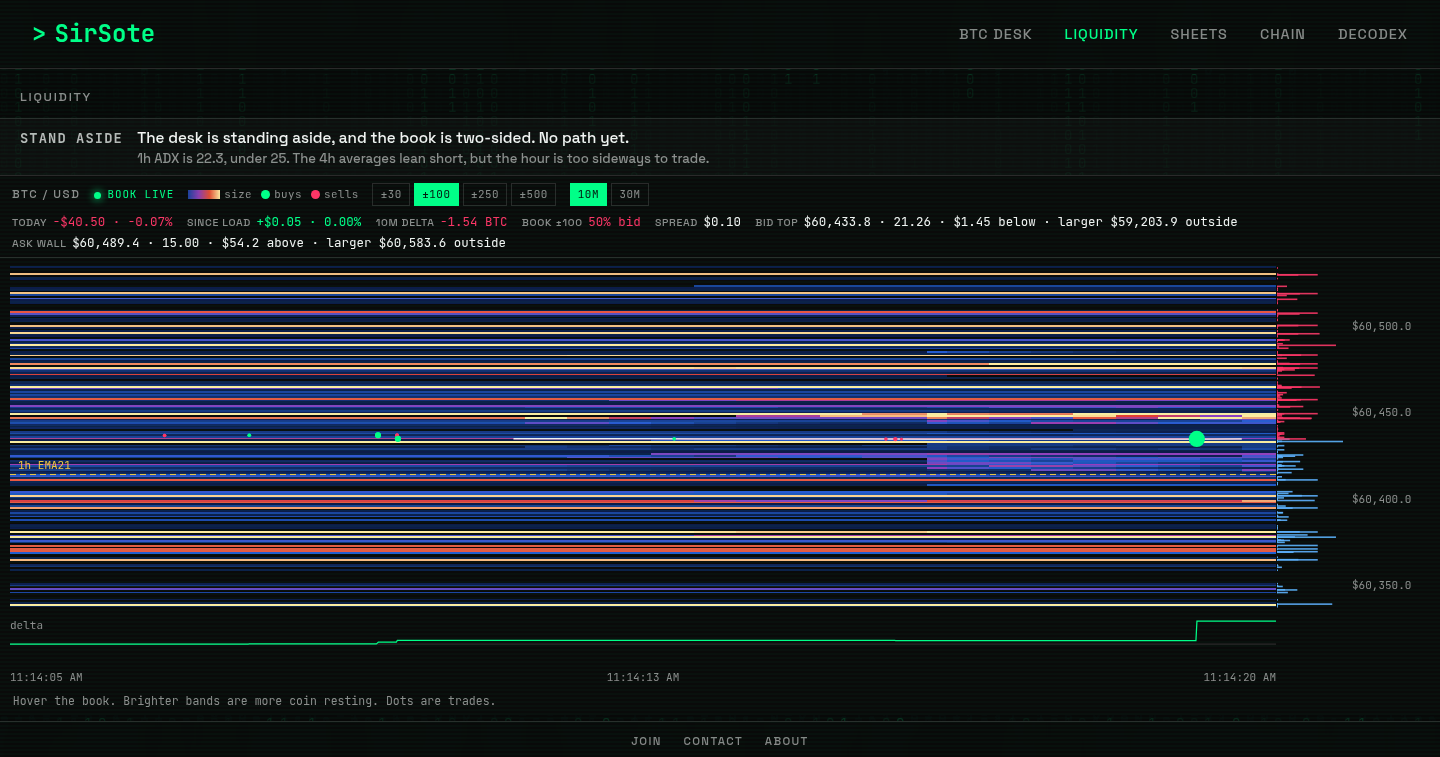 > SirSote
BTC DESK LIQUIDITY SHEETS CHAIN DECODEX
LIQUIDITY
STAND ASIDE The desk is standing aside, and the book is two-sided. No path yet.
1h ADX is 22.3, under 25. The 4h averages lean short, but the hour is too sideways to trade.
BTC / USD BOOK LIVE size buys sells ±30 ±100 ±250 ±500 10M 30M
TODAY -$40.50 · -0.07% SINCE LOAD +$0.05 · 0.00% 10M DELTA -1.54 BTC BOOK ±100 50% bid SPREAD $0.10 BID TOP $60,433.8 · 21.26 · $1.45 below · larger $59,203.9 outside
ASK WALL $60,489.4 · 15.00 · $54.2 above · larger $60,583.6 outside
$60,500.0
$60,450.0
1h EMA21
$60,400.0
$60,350.0
delta
11:14:05 AM 11:14:13 AM 11:14:20 AM
Hover the book. Brighter bands are more coin resting. Dots are trades.
JOIN CONTACT ABOUT